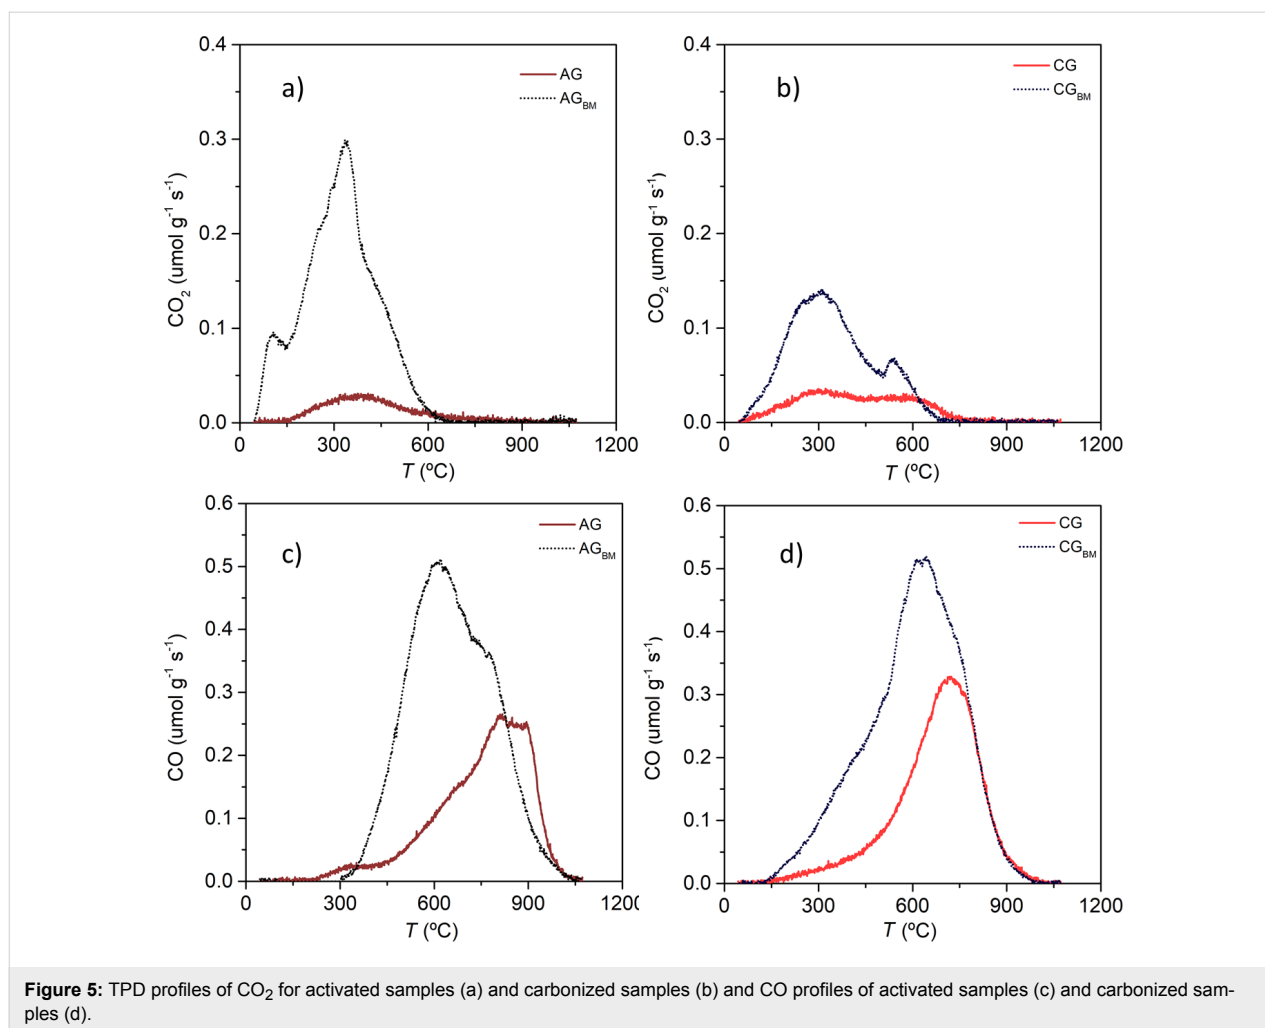 a)
AG
AG_BM
0.4
0.3
0.2
0.1
0.0
CO₂ (umol g⁻¹ s⁻¹)
0 300 600 900 1200
T (ºC)
b)
CG
CG_BM
0.4
0.3
0.2
0.1
0.0
CO₂ (umol g⁻¹ s⁻¹)
0 300 600 900 1200
T (ºC)
c)
AG
AG_BM
0.6
0.5
0.4
0.3
0.2
0.1
0.0
CO (umol g⁻¹ s⁻¹)
0 300 600 900 120
T (ºC)
d)
CG
CG_BM
0.6
0.5
0.4
0.3
0.2
0.1
0.0
CO (umol g⁻¹ s⁻¹)
0 300 600 900 1200
T (ºC)
Figure 5: TPD profiles of CO₂ for activated samples (a) and carbonized samples (b) and CO profiles of activated samples (c) and carbonized sam-
ples (d).